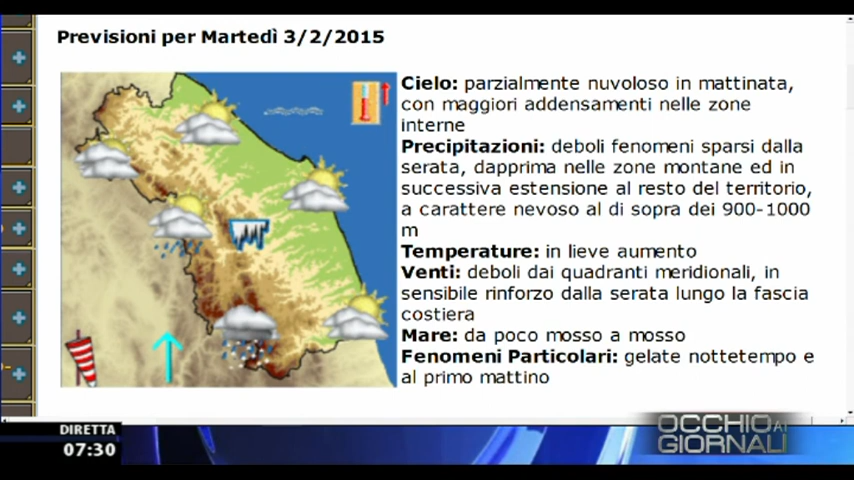 Previsioni per Martedì 3/2/2015
Cielo: parzialmente nuvoloso in mattinata,
con maggiori addensamenti nelle zone
interne
Precipitazioni: deboli fenomeni sparsi dalla
serata, dapprima nelle zone montane ed in
successiva estensione al resto del territorio,
a carattere nevoso al di sopra dei 900-1000
m
Temperature: in lieve aumento
Venti: deboli dai quadranti meridionali, in
sensibile rinforzo dalla serata lungo la fascia
costiera
Mare: da poco mosso a mosso
Fenomeni Particolari: gelate nottetempo e
al primo mattino
DIRETTA
07:30
OCCHIO AI
GIORNALI